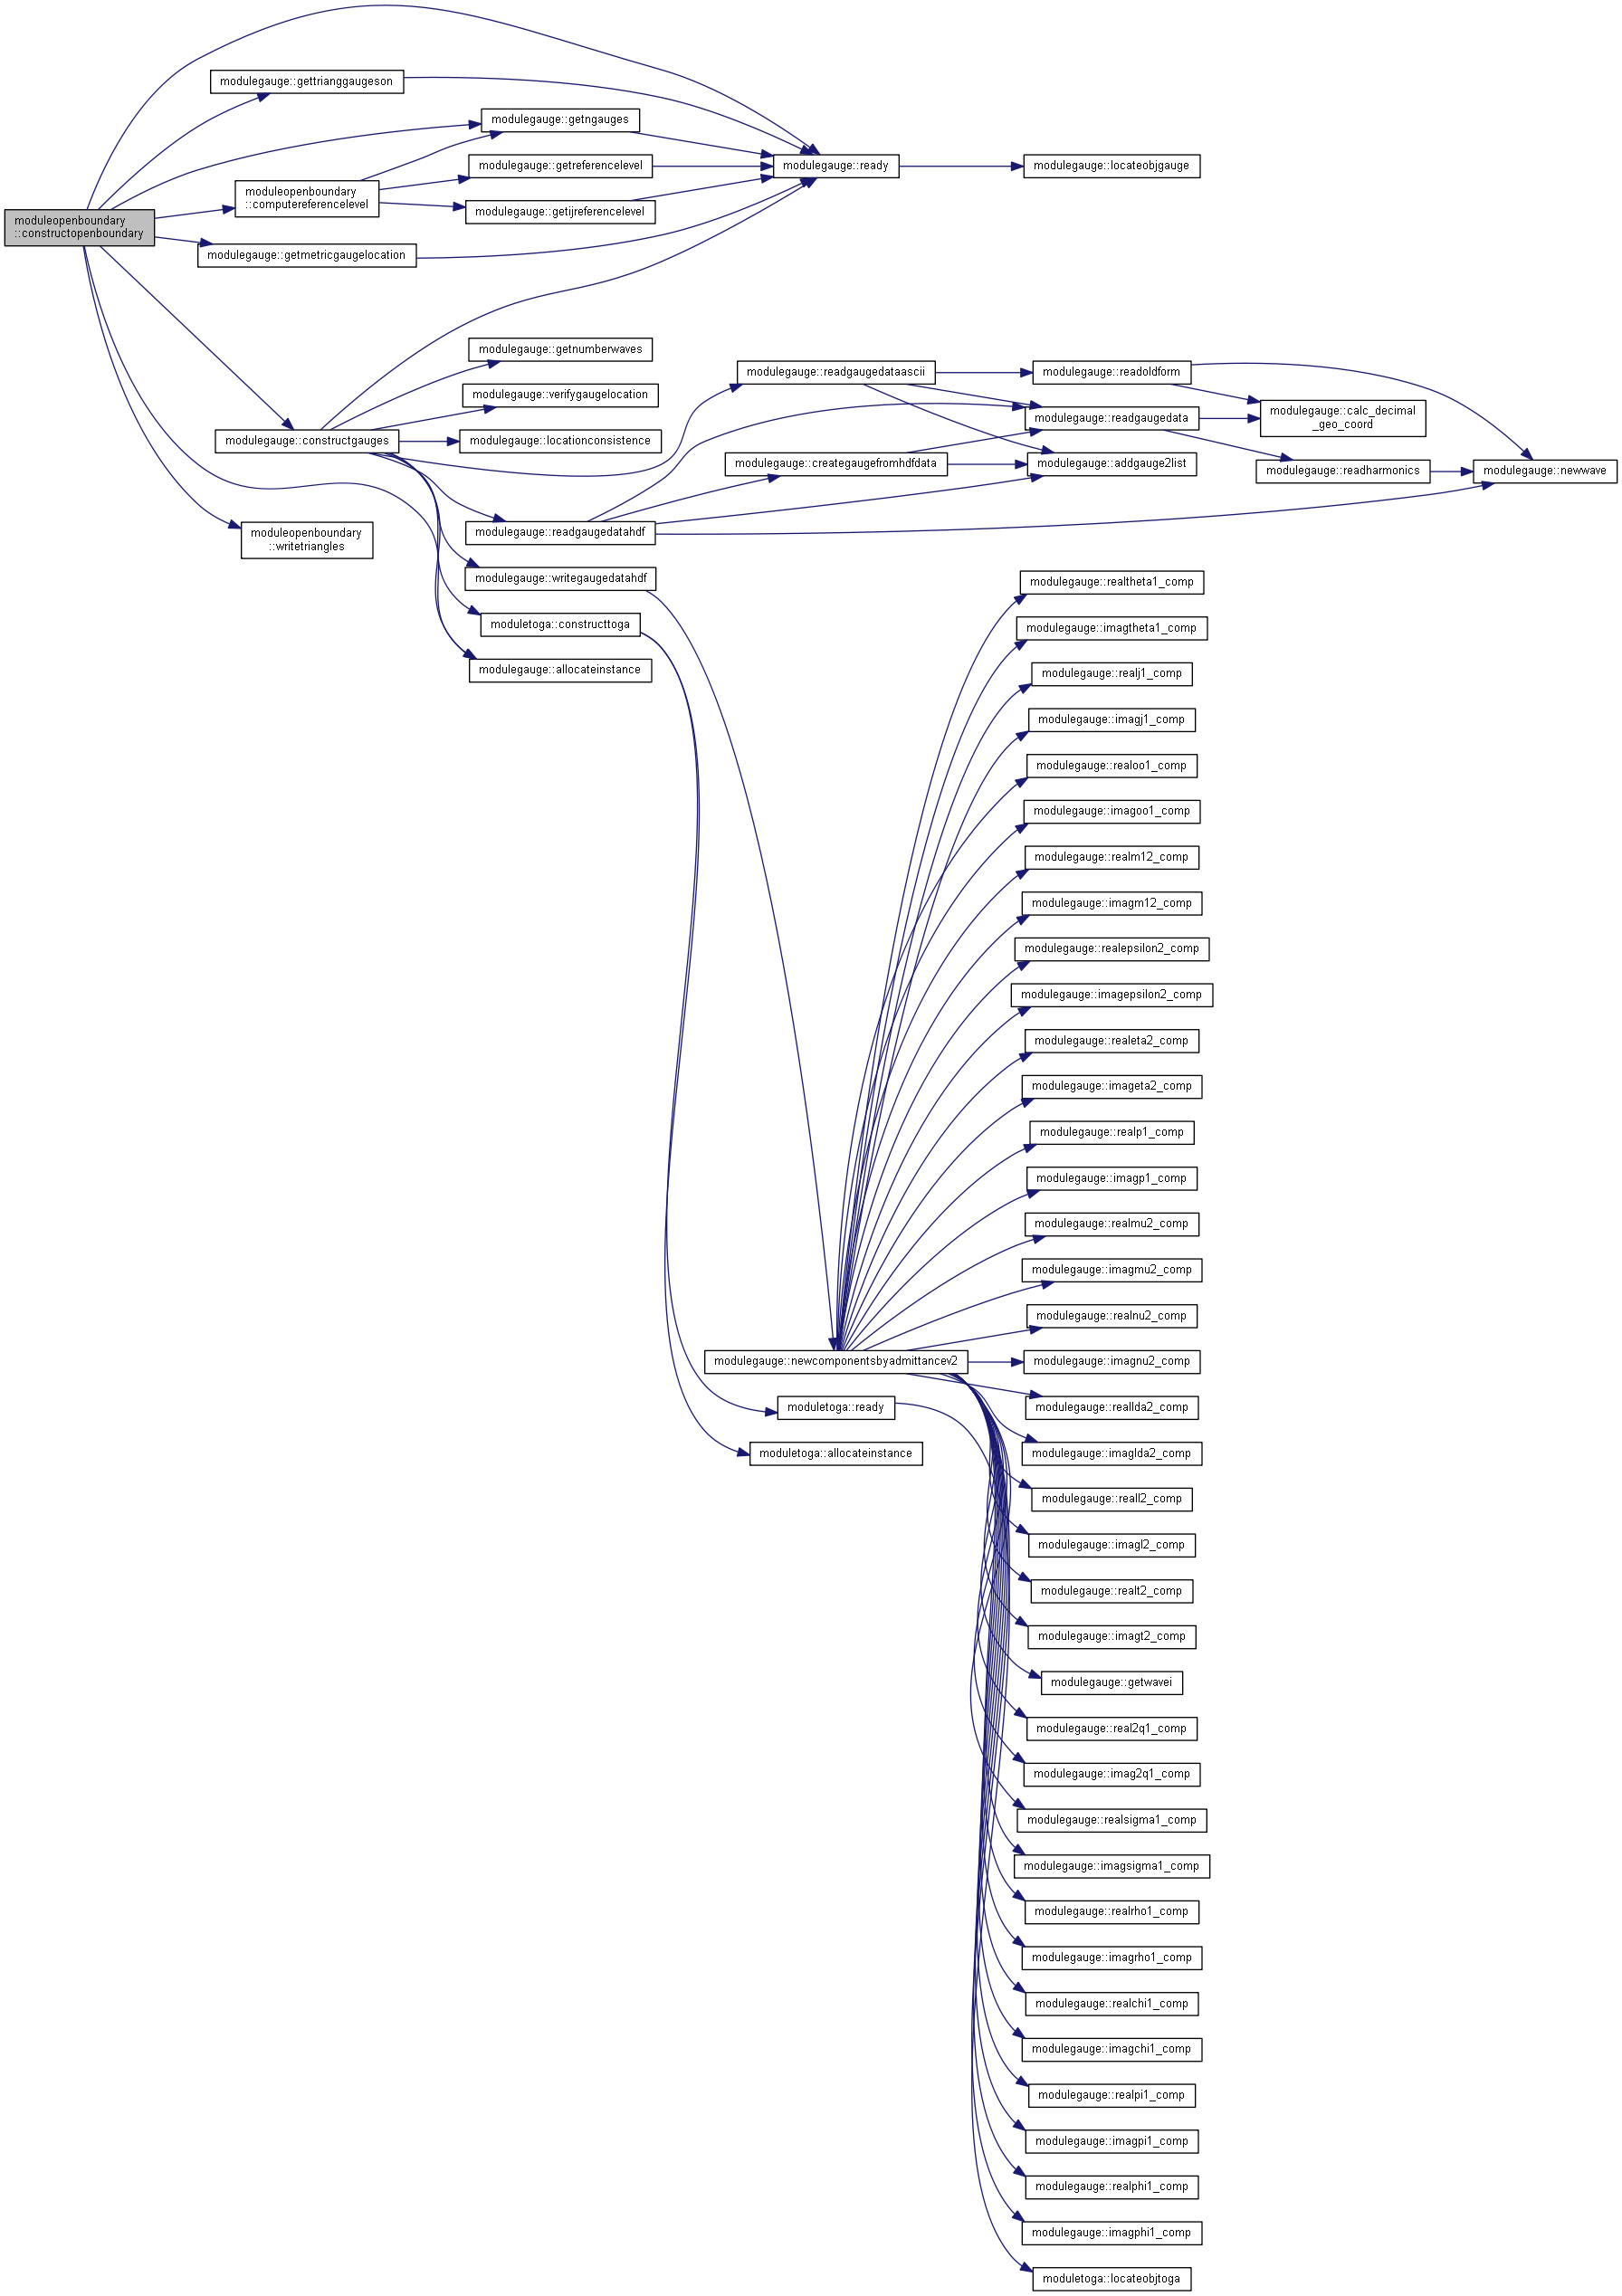 modulegauge::gettrianggaugeson
modulegauge::getngauges
modulegauge::getreferencelevel
modulegauge::ready
modulegauge::locateobjgauge
moduleopenboundary
::computereferencelevel
modulegauge::getijreferencelevel
moduleopenboundary
::constructopenboundary
modulegauge::getmetricgaugelocation
modulegauge::getnumberwaves
modulegauge::readgaugedataascii
modulegauge::readoldform
modulegauge::verifygaugelocation
modulegauge::readgaugedata
modulegauge::calc_decimal
_geo_coord
modulegauge::constructgauges
modulegauge::locationconsistence
modulegauge::creategaugefromhdfdata
modulegauge::addgauge2list
modulegauge::readharmonics
modulegauge::newwave
moduleopenboundary
::writetriangles
modulegauge::readgaugedatahdf
modulegauge::writegaugedatahdf
modulegauge::realtheta1_comp
moduletoga::constructtoga
modulegauge::imagtheta1_comp
modulegauge::allocateinstance
modulegauge::realj1_comp
modulegauge::imagj1_comp
modulegauge::realoo1_comp
modulegauge::imagoo1_comp
modulegauge::realm12_comp
modulegauge::imagm12_comp
modulegauge::realepsilon2_comp
modulegauge::imagepsilon2_comp
modulegauge::realeta2_comp
modulegauge::imageta2_comp
modulegauge::realp1_comp
modulegauge::imagp1_comp
modulegauge::realmu2_comp
modulegauge::imagmu2_comp
modulegauge::realnu2_comp
modulegauge::newcomponentsbyadmittancev2
modulegauge::imagnu2_comp
moduletoga::ready
modulegauge::reallda2_comp
moduletoga::allocateinstance
modulegauge::imaglda2_comp
modulegauge::reall2_comp
modulegauge::imagl2_comp
modulegauge::realt2_comp
modulegauge::imagt2_comp
modulegauge::getwavei
modulegauge::real2q1_comp
modulegauge::imag2q1_comp
modulegauge::realsigma1_comp
modulegauge::imagsigma1_comp
modulegauge::realrho1_comp
modulegauge::imagrho1_comp
modulegauge::realchi1_comp
modulegauge::imagchi1_comp
modulegauge::realpi1_comp
modulegauge::imagpi1_comp
modulegauge::realphi1_comp
modulegauge::imagphi1_comp
moduletoga::locateobjtoga